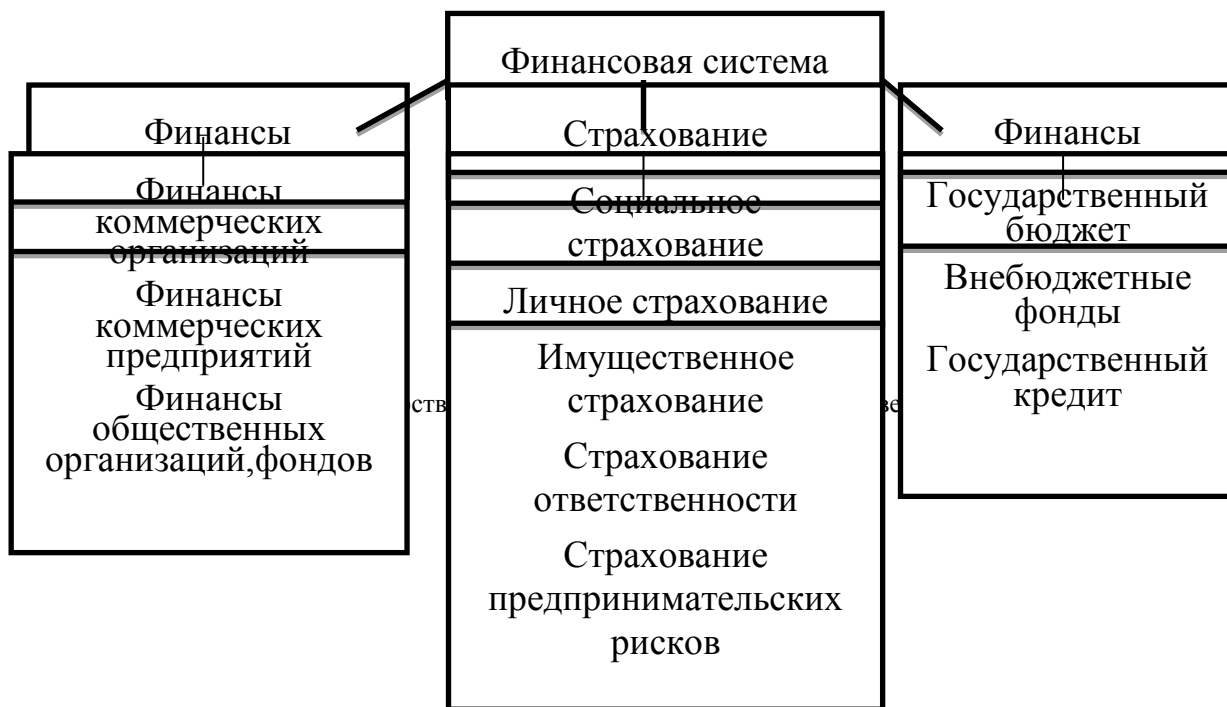 Финансовая система
Финансы
Финансы
коммерческих
организаций
Финансы
коммерческих
предприятий
Финансы
общественных
организаций,фондов
Страхование
Социальное
страхование
Личное страхование
Имущественное
страхование
Страхование
ответственности
Страхование
предпринимательских
рисков
Финансы
Государственный
бюджет
Внебюджетные
фонды
Государственный
кредит